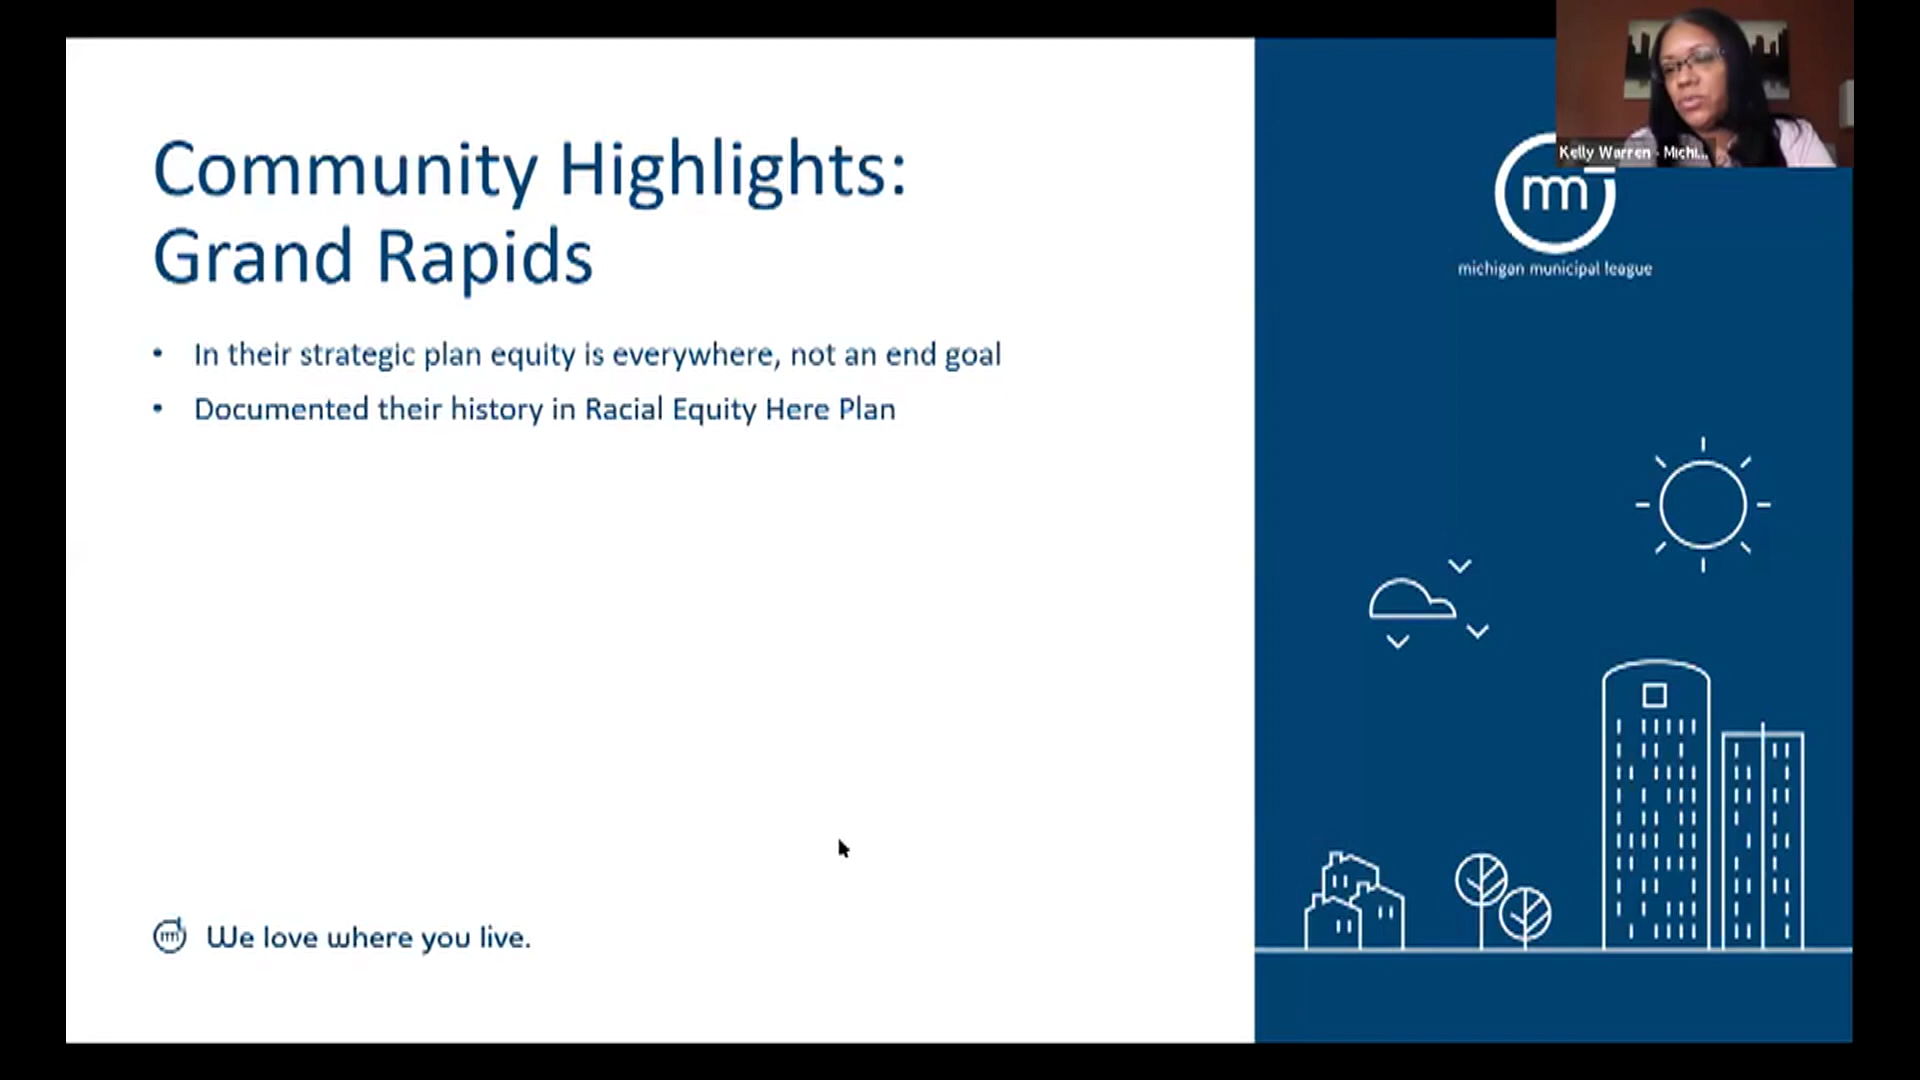 Community Highlights:
Grand Rapids
• In their strategic plan equity is everywhere, not an end goal
• Documented their history in Racial Equity Here Plan
We love where you live.
Kelly Warren - Michi...
michigan municipal league